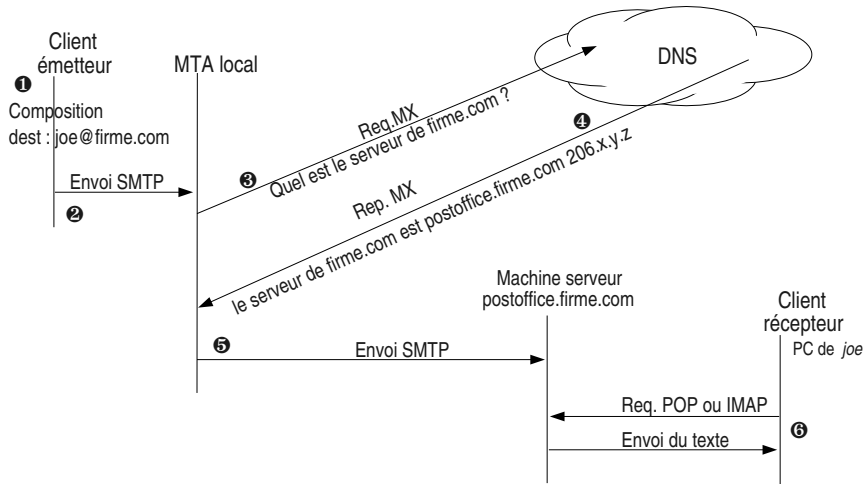 Client
émetteur
MTA local
DNS
❶
Composition
dest : joe@firme.com
Req.MX
❹
❸ Quel est le serveur de firme.com ?
Envoi SMTP
❷
Rep. MX
le serveur de firme.com est postoffice.firme.com 206.x.y.z
Machine serveur
postoffice.firme.com
Client
récepteur
PC de joe
❺
Envoi SMTP
Req. POP ou IMAP
❻
Envoi du texte